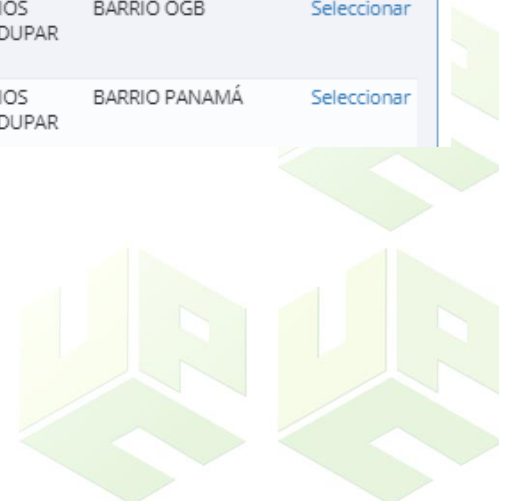 IOS BARRIO OGB Seleccionar
DUPAR
IOS BARRIO PANAMÁ Seleccionar
DUPAR